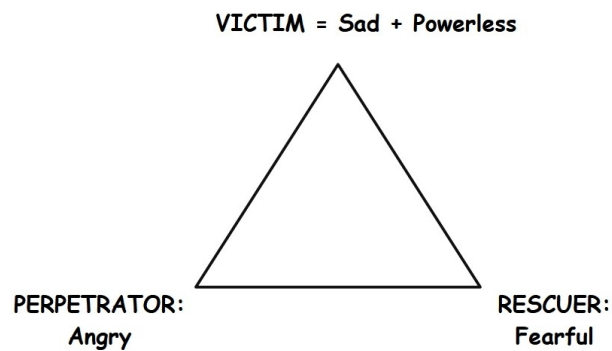 VICTIM = Sad + Powerless
PERPETRATOR:
Angry
RESCUER:
Fearful